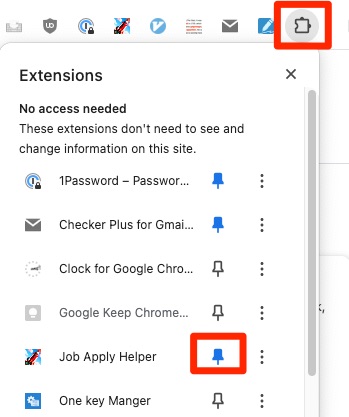 Extensions
No access needed
These extensions don't need to see and
change information on this site.
1Password – Passwor...
Checker Plus for Gmai...
Clock for Google Chro...
Google Keep Chrome...
Job Apply Helper
One key Manger